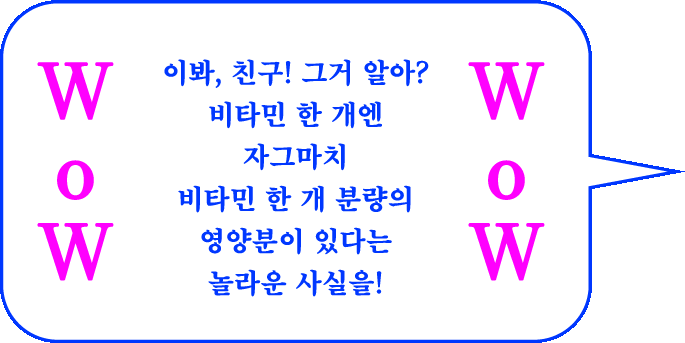 W
o
W
이봐, 친구! 그거 알아?
비타민 한 개엔
자그마치
비타민 한 개 분량의
영양분이 있다는
놀라운 사실을!
W
o
W